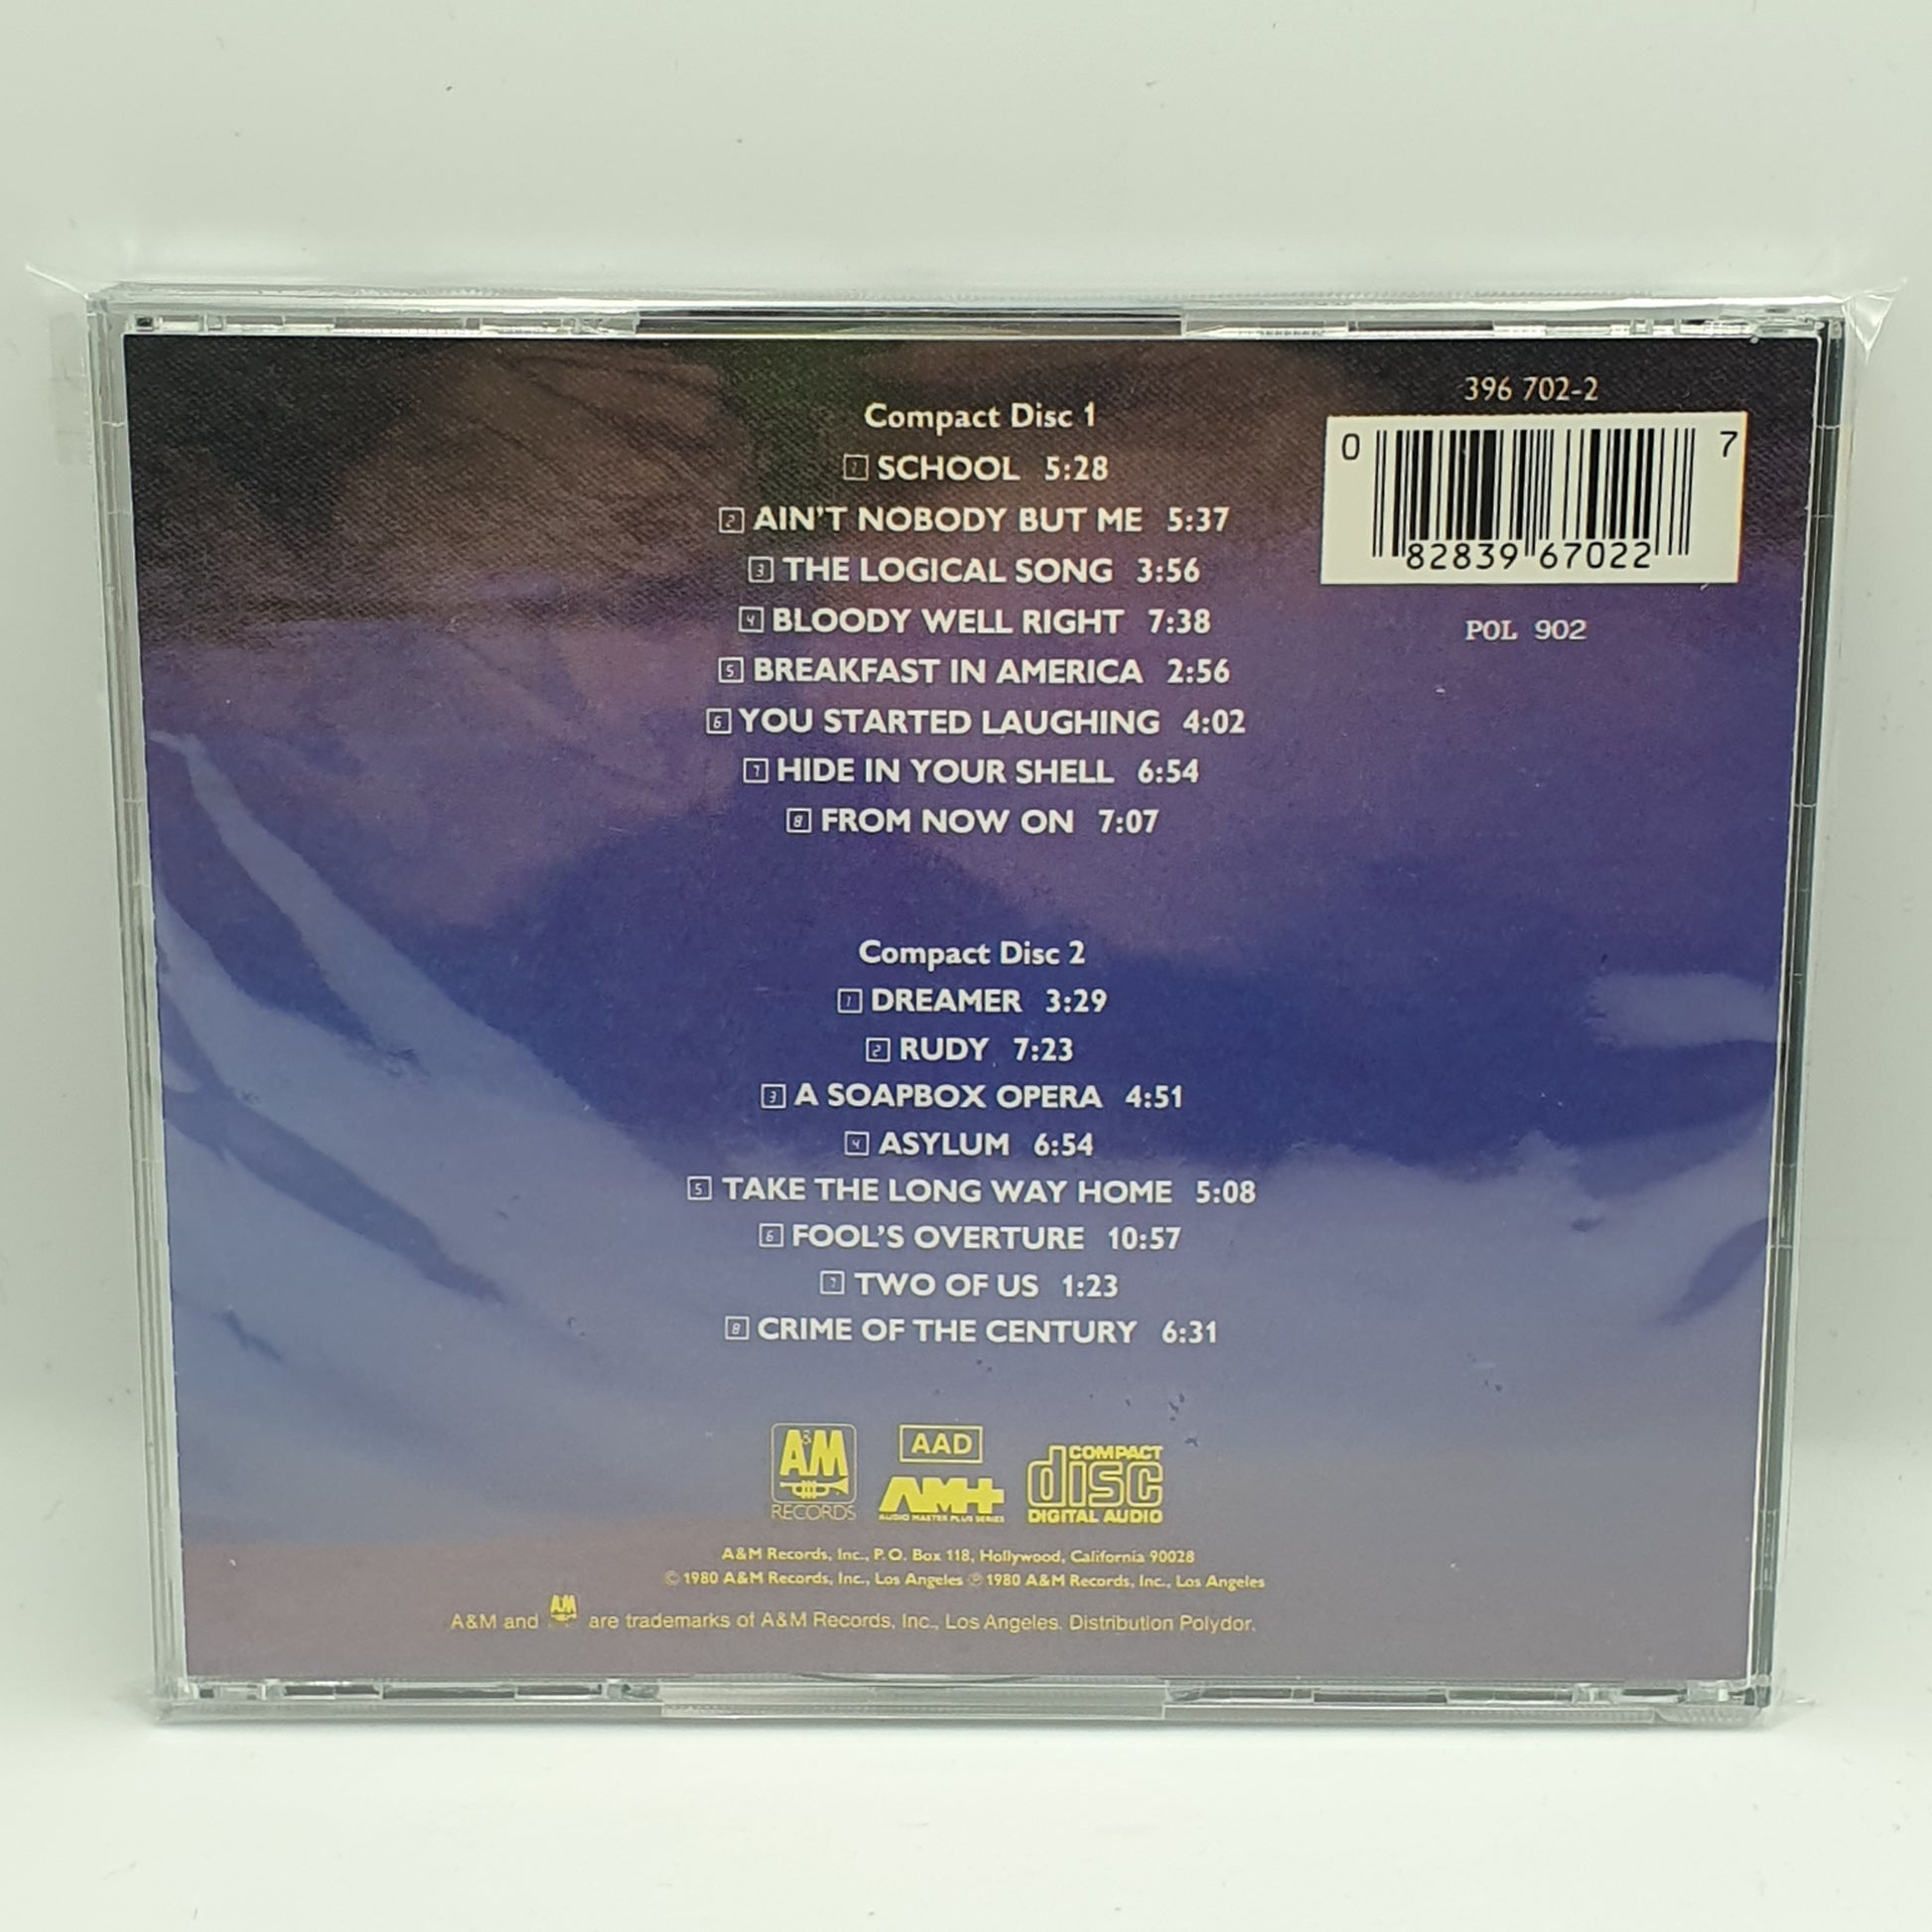 396 702-2
0 82839 67022 7
POL 902
Compact Disc 1
1 SCHOOL 5:28
2 AIN'T NOBODY BUT ME 5:37
3 THE LOGICAL SONG 3:56
4 BLOODY WELL RIGHT 7:38
5 BREAKFAST IN AMERICA 2:56
6 YOU STARTED LAUGHING 4:02
7 HIDE IN YOUR SHELL 6:54
8 FROM NOW ON 7:07
Compact Disc 2
1 DREAMER 3:29
2 RUDY 7:23
3 A SOAPBOX OPERA 4:51
4 ASYLUM 6:54
5 TAKE THE LONG WAY HOME 5:08
6 FOOL'S OVERTURE 10:57
7 TWO OF US 1:23
8 CRIME OF THE CENTURY 6:31
A&M
RECORDS
AAD
AM+
AUDIO MASTER PLUS SERIES
COMPACT
disc
DIGITAL AUDIO
A&M Records, Inc., P.O. Box 118, Hollywood, California 90028
© 1980 A&M Records, Inc., Los Angeles ℗ 1980 A&M Records, Inc., Los Angeles
A&M and A&M are trademarks of A&M Records, Inc., Los Angeles. Distribution Polydor.